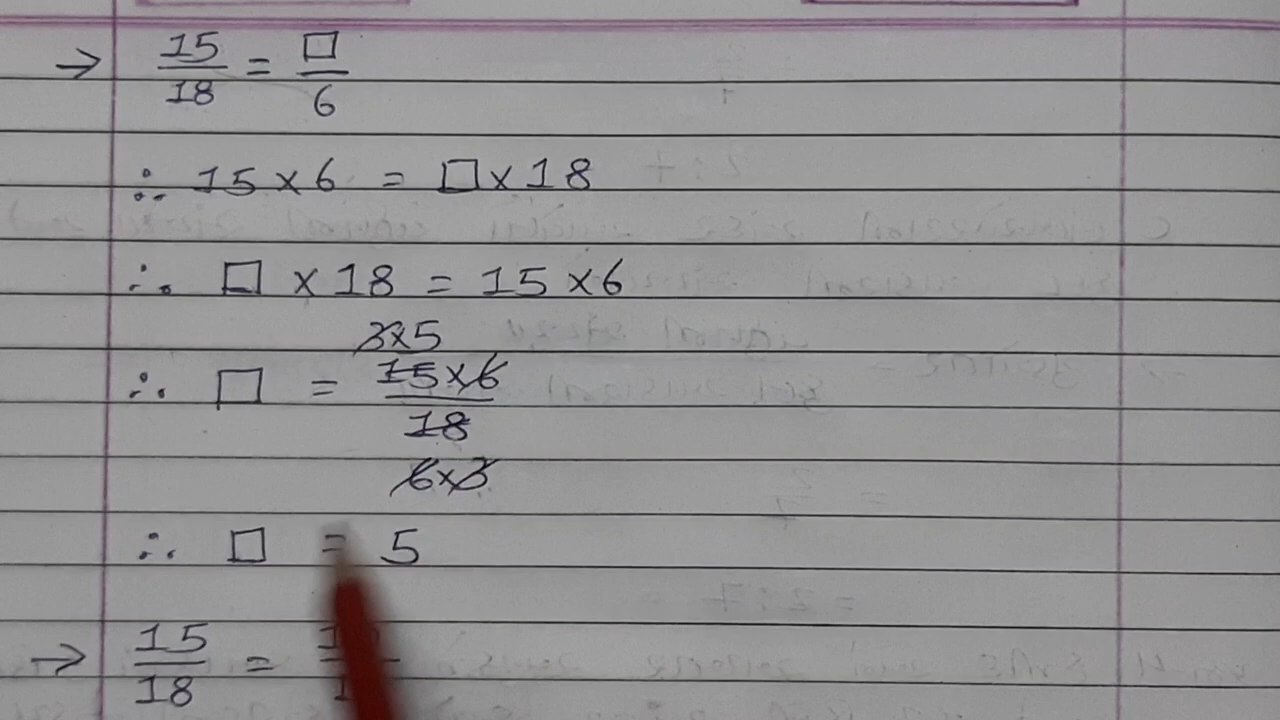 → 15/18 = □/6
∴ 15 × 6 = □ × 18
∴ □ × 18 = 15 × 6
3×5
∴ □ = 15×6/18
6×3
∴ □ = 5
→ 15/18 =